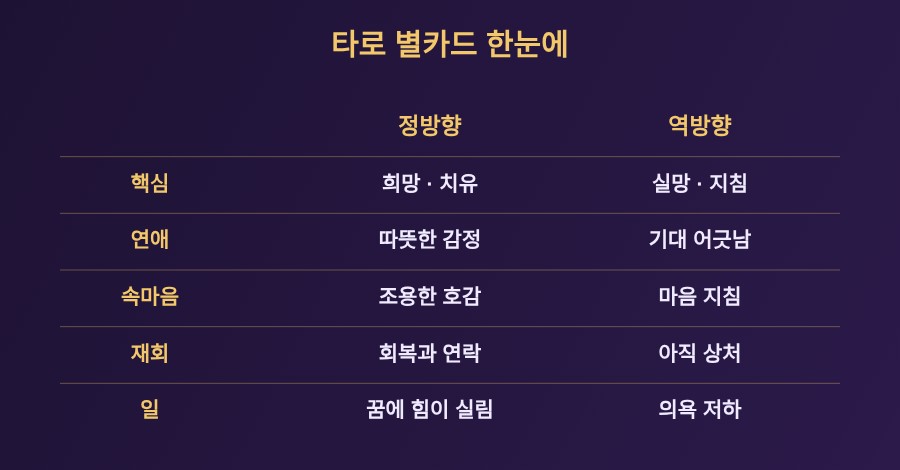 타로 별카드 한눈에
정방향 역방향
핵심 희망 · 치유 실망 · 지침
연애 따뜻한 감정 기대 어긋남
속마음 조용한 호감 마음 지침
재회 회복과 연락 아직 상처
일 꿈에 힘이 실림 의욕 저하